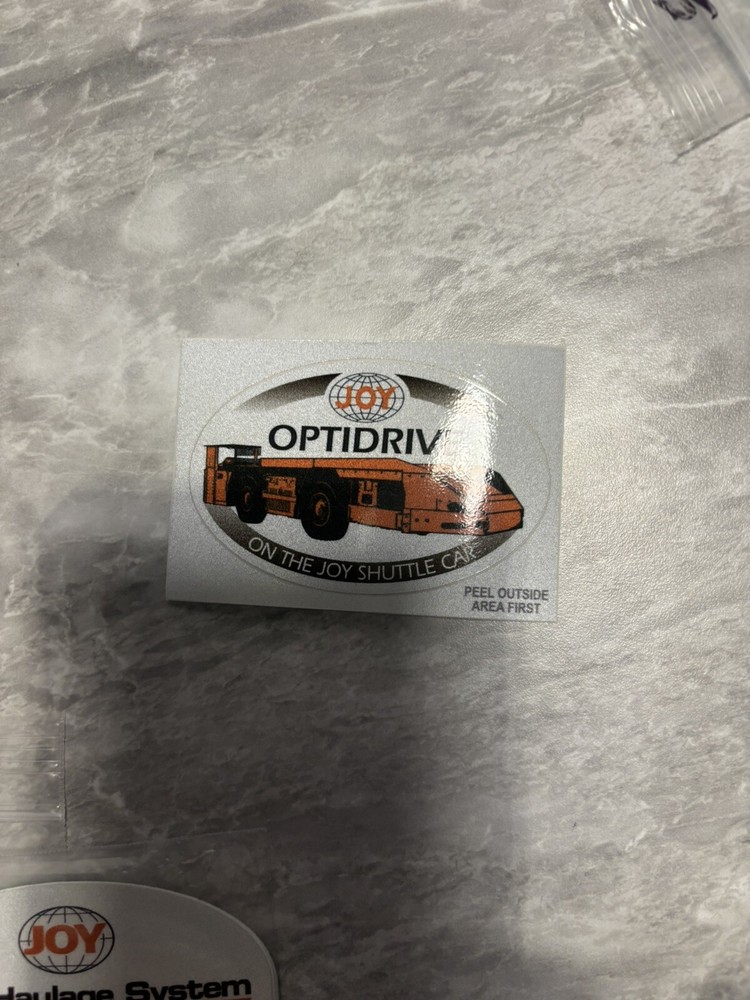 JOY
OPTIDRIVE
ON THE JOY SHUTTLE CAR
PEEL OUTSIDE
AREA FIRST
JOY
Haulage System